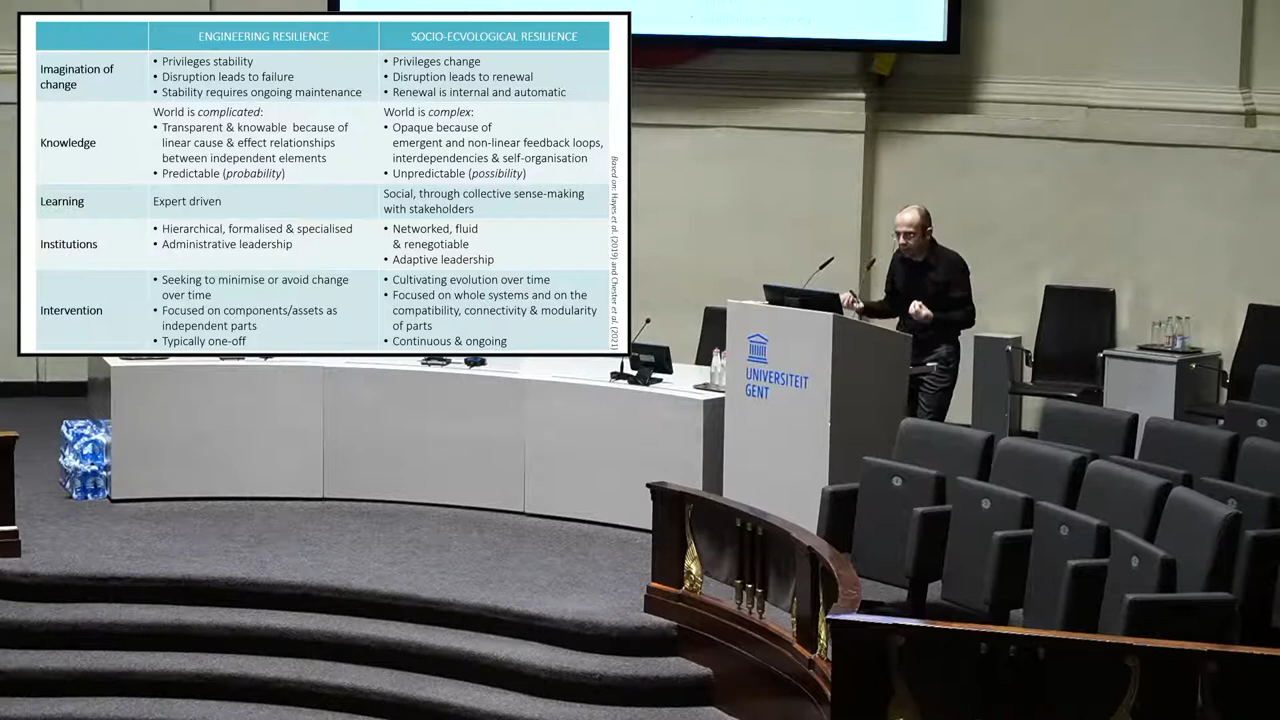 ENGINEERING RESILIENCE
SOCIO-ECVOLOGICAL RESILIENCE
Imagination of
change
• Privileges stability
• Disruption leads to failure
• Stability requires ongoing maintenance
• Privileges change
• Disruption leads to renewal
• Renewal is internal and automatic
Knowledge
World is complicated:
• Transparent & knowable because of
linear cause & effect relationships
between independent elements
• Predictable (probability)
World is complex:
• Opaque because of
emergent and non-linear feedback loops,
interdependencies & self-organisation
• Unpredictable (possibility)
Learning
Expert driven
Social, through collective sense-making
with stakeholders
Institutions
• Hierarchical, formalised & specialised
• Administrative leadership
• Networked, fluid
& renegotiable
• Adaptive leadership
Intervention
• Seeking to minimise or avoid change
over time
• Focused on components/assets as
independent parts
• Typically one-off
• Cultivating evolution over time
• Focused on whole systems and on the
compatibility, connectivity & modularity
of parts
• Continuous & ongoing
Based on: Hayes et al. (2019) and Chester et al. (2021)
UNIVERSITEIT
GENT